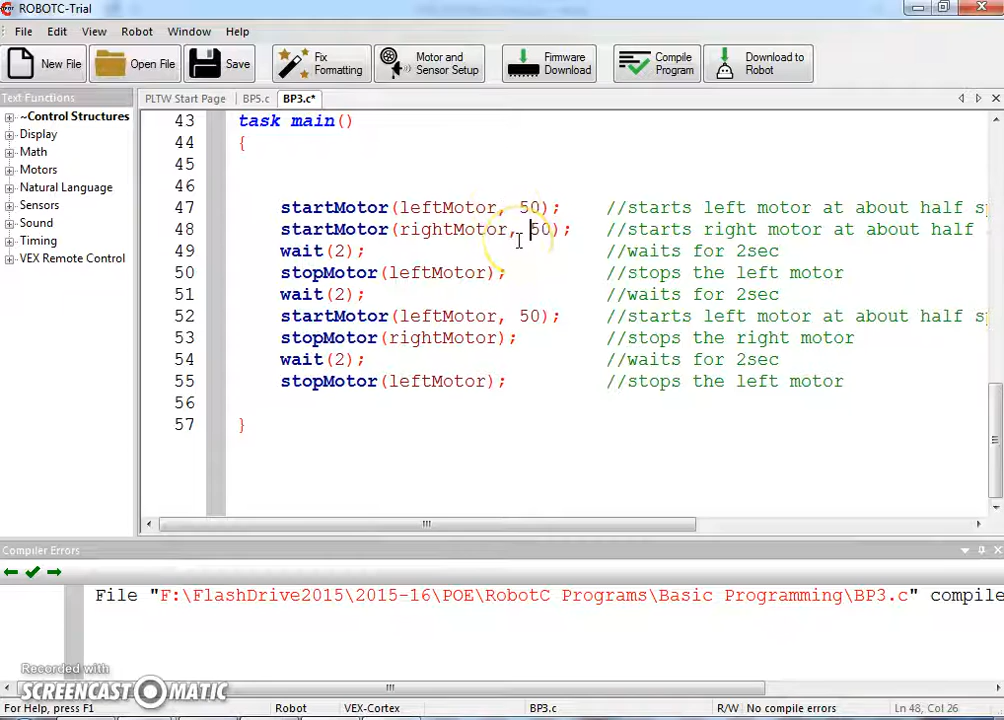 ROBOTC-Trial
File Edit View Robot Window Help
New File Open File Save Fix Formatting Motor and Sensor Setup Firmware Download Compile Program Download to Robot
Text Functions
PLTW Start Page BP5.c BP3.c*
~Control Structures
Display
Math
Motors
Natural Language
Sensors
Sound
Timing
VEX Remote Control
43 task main()
44 {
45
46
47 startMotor(leftMotor, 50); //starts left motor at about half s
48 startMotor(rightMotor, 50); //starts right motor at about half
49 wait(2); //waits for 2sec
50 stopMotor(leftMotor); //stops the left motor
51 wait(2); //waits for 2sec
52 startMotor(leftMotor, 50); //starts left motor at about half s
53 stopMotor(rightMotor); //stops the right motor
54 wait(2); //waits for 2sec
55 stopMotor(leftMotor); //stops the left motor
56
57 }
Compiler Errors
File "F:\FlashDrive2015\2015-16\POE\RobotC Programs\Basic Programming\BP3.c" compile
Recorded with
SCREENCAST MATIC
For Help, press F1 Robot VEX-Cortex BP3.c R/W No compile errors Ln 48, Col 26